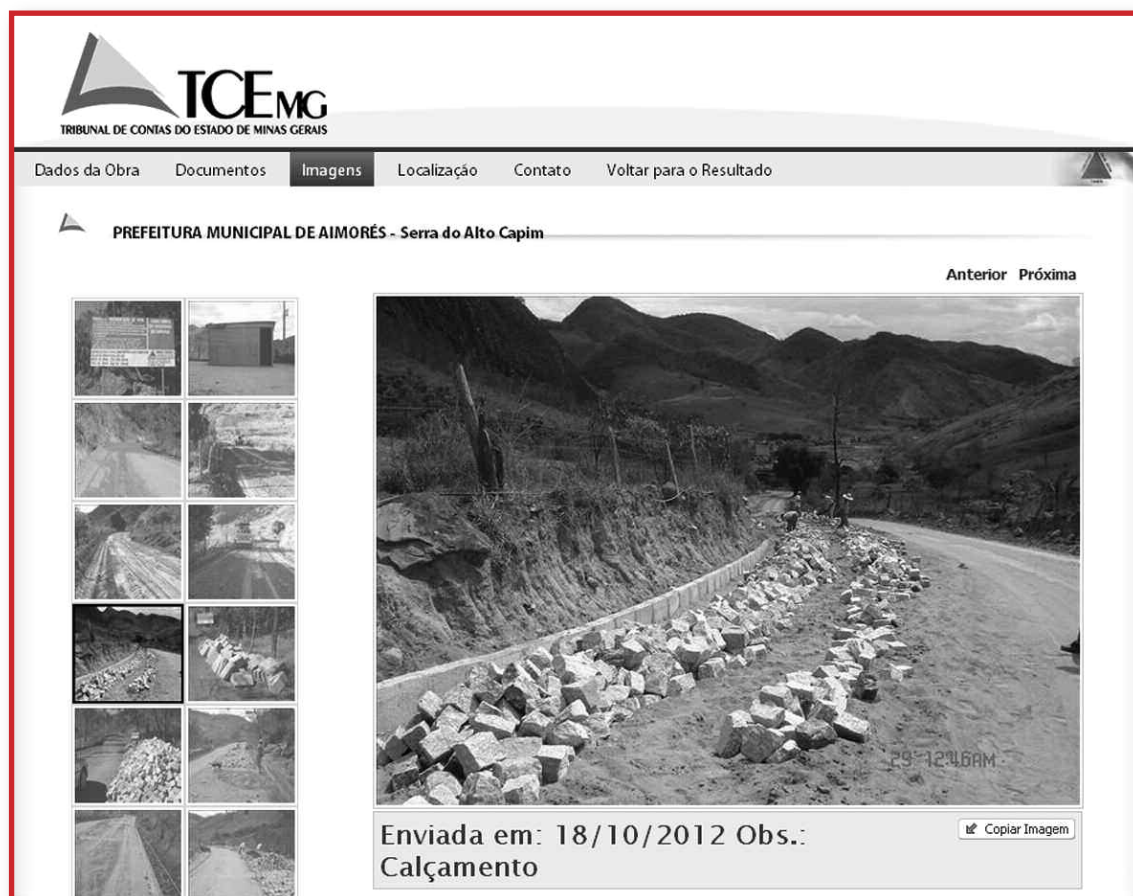 TCEMG
TRIBUNAL DE CONTAS DO ESTADO DE MINAS GERAIS
Dados da Obra Documentos Imagens Localização Contato Voltar para o Resultado
PREFEITURA MUNICIPAL DE AIMORÉS - Serra do Alto Capim
Anterior Próxima
29 12:46AM
Enviada em: 18/10/2012 Obs.:
Calçamento
Copiar Imagem